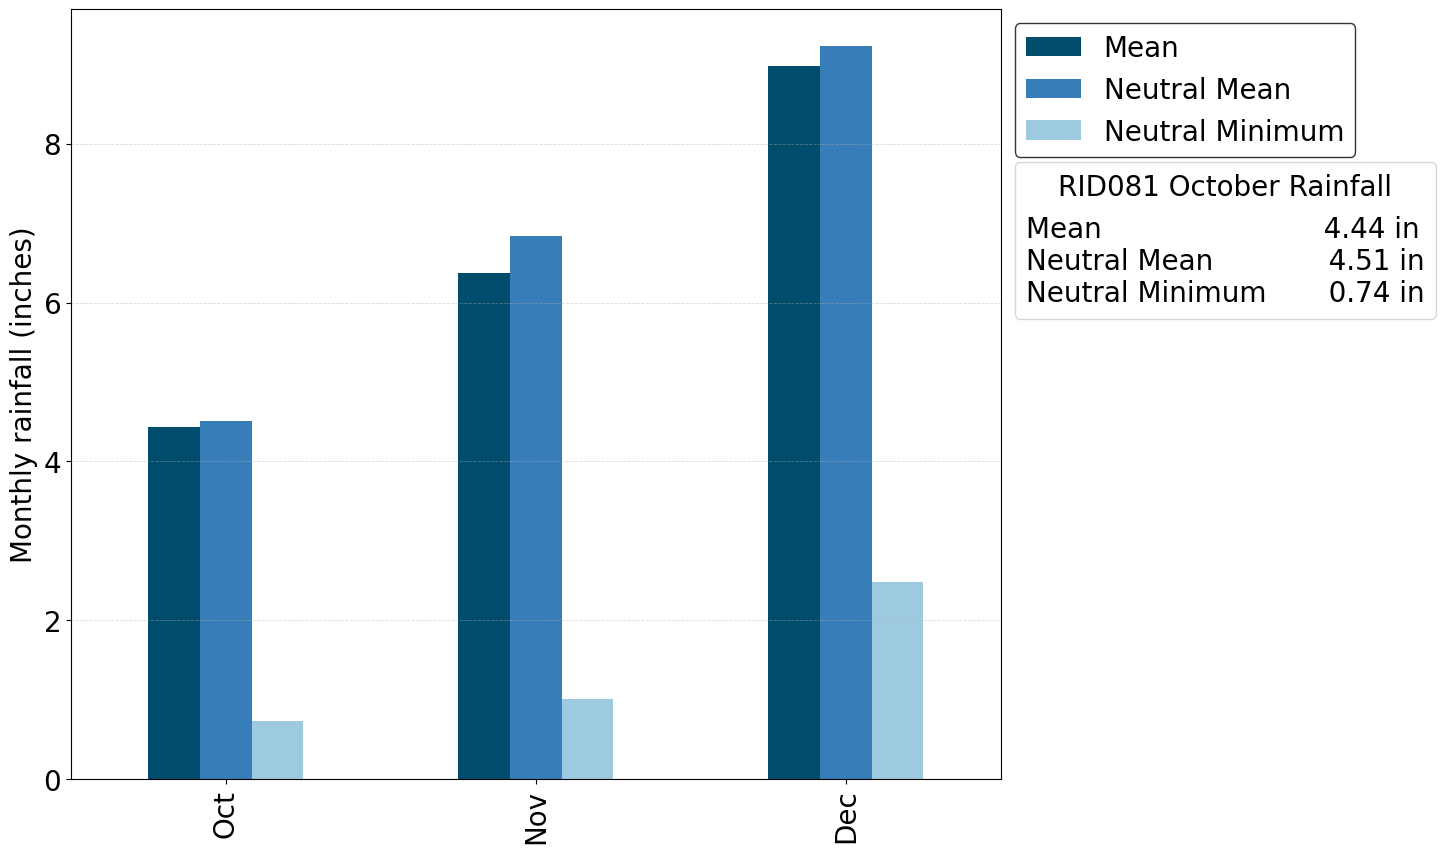 Monthly rainfall (inches)
8
6
4
2
0
Oct
Nov
Dec
Mean
Neutral Mean
Neutral Minimum
RID081 October Rainfall
Mean 4.44 in
Neutral Mean 4.51 in
Neutral Minimum 0.74 in